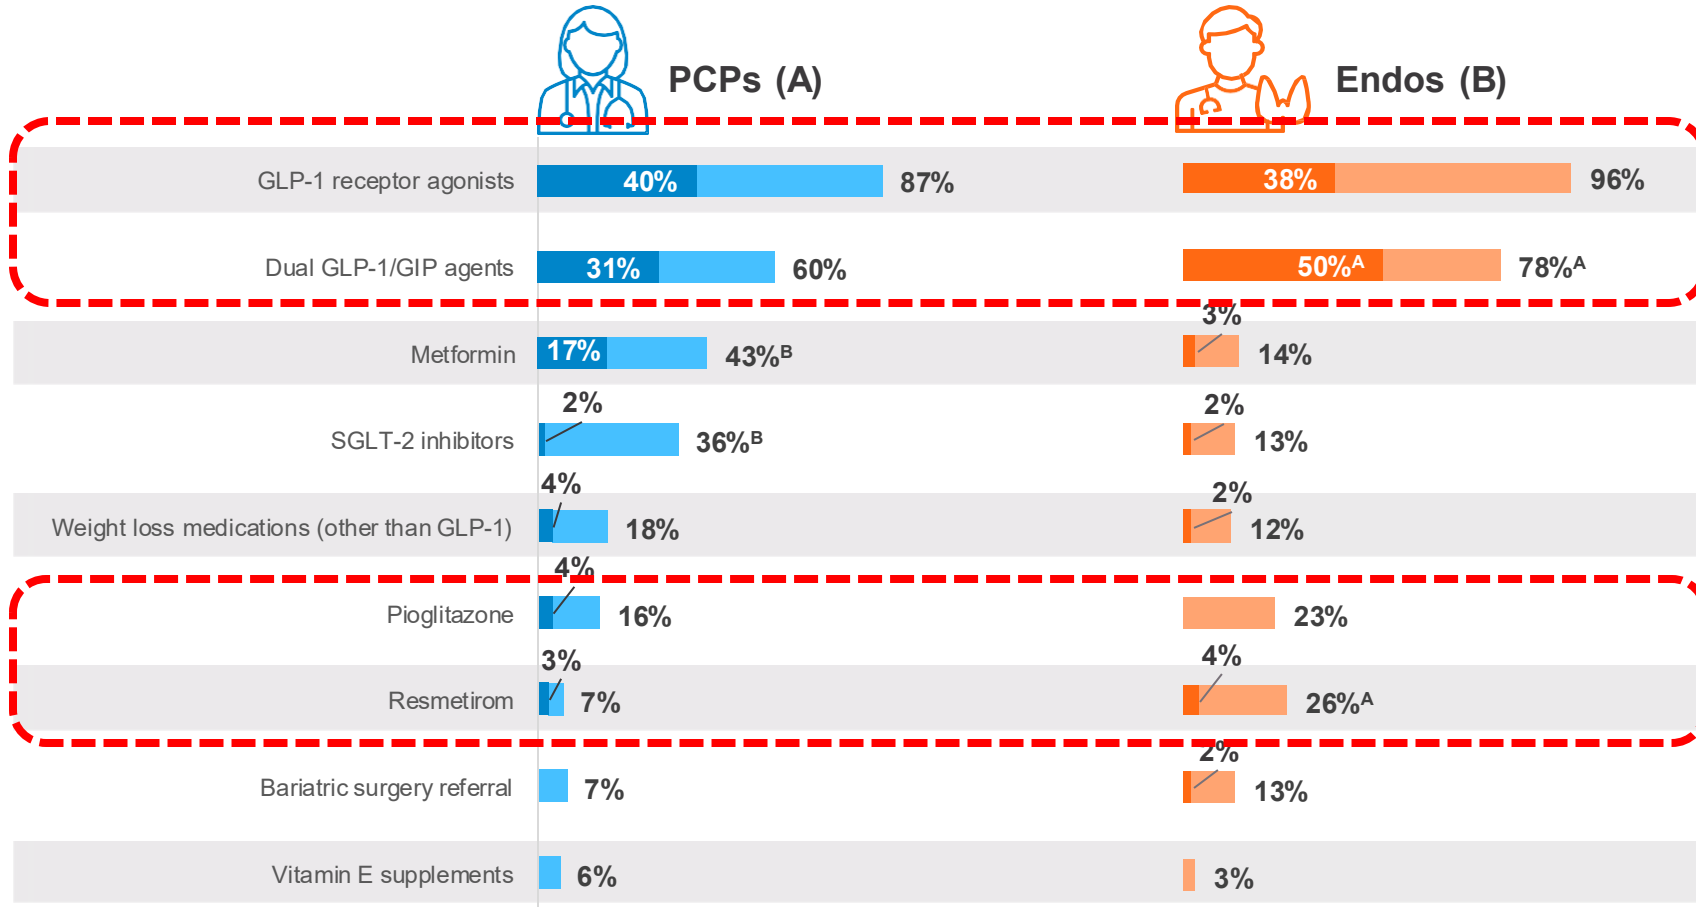 PCPs (A) Endos (B)
GLP-1 receptor agonists 40% 87% 38% 96%
Dual GLP-1/GIP agents 31% 60% 50%ᴬ 78%ᴬ
3%
Metformin 17% 43%ᴮ 14%
2% 2%
SGLT-2 inhibitors 36%ᴮ 13%
4% 2%
Weight loss medications (other than GLP-1) 18% 12%
4%
Pioglitazone 16% 23%
3% 4%
Resmetirom 7% 26%ᴬ
2%
Bariatric surgery referral 7% 13%
Vitamin E supplements 6% 3%